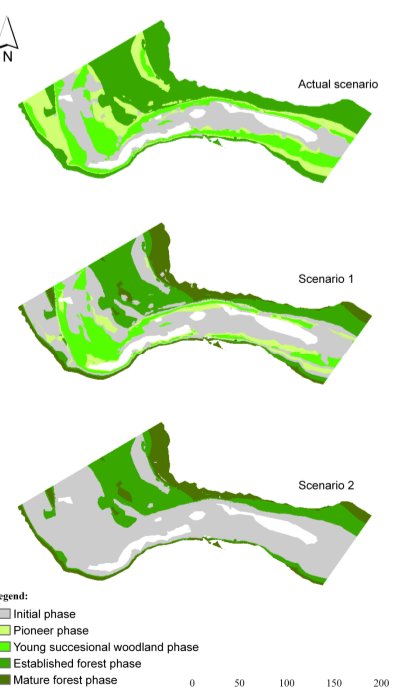 N
Actual scenario
Scenario 1
Scenario 2
egend:
Initial phase
Pioneer phase
Young succesional woodland phase
Established forest phase
Mature forest phase
0 50 100 150 200